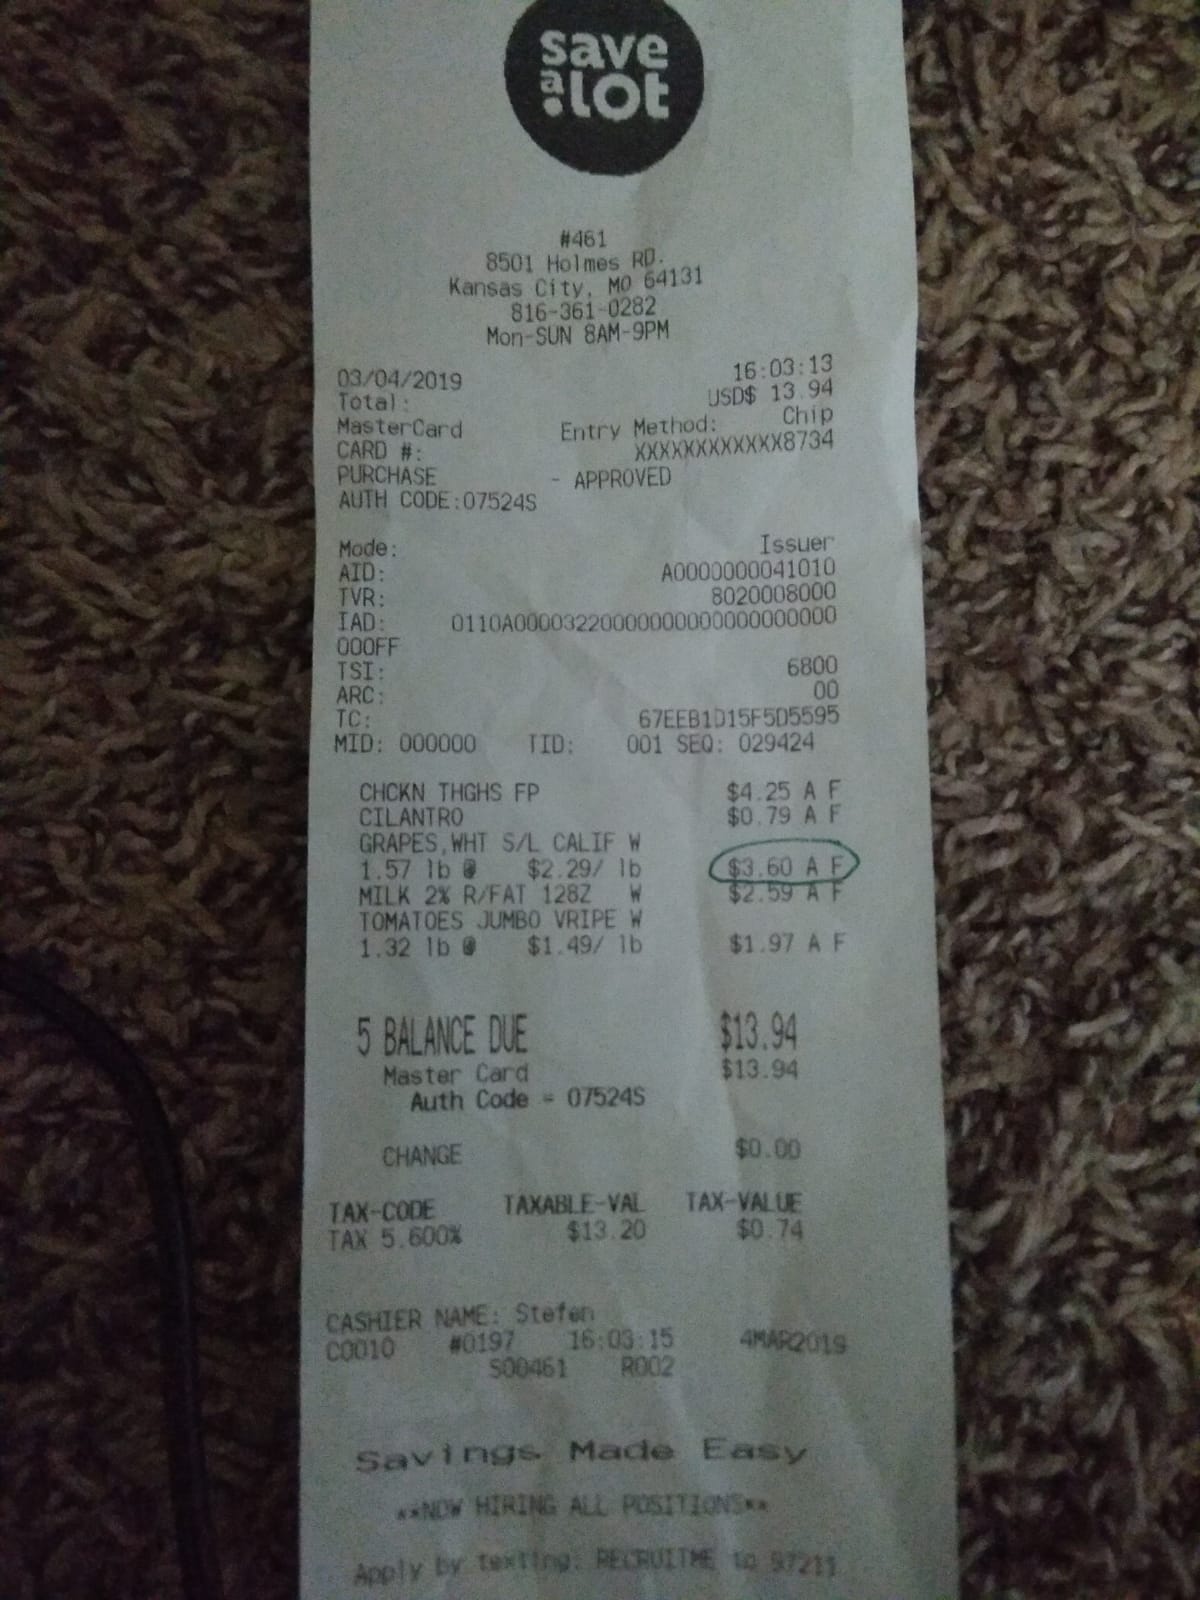 save
a.lot
#461
8501 Holmes RD.
Kansas City, MO 64131
816-361-0282
Mon-SUN 8AM-9PM
03/04/2019 16:03:13
Total: USD$ 13.94
MasterCard Entry Method: Chip
CARD #: XXXXXXXXXXXX8734
PURCHASE - APPROVED
AUTH CODE:07524S
Mode: Issuer
AID: A0000000041010
TVR: 8020008000
IAD: 0110A00003220000000000000000000
000FF
TSI: 6800
ARC: 00
TC: 67EEB1D15F5D5595
MID: 000000 TID: 001 SEQ: 029424
CHCKN THGHS FP $4.25 A F
CILANTRO $0.79 A F
GRAPES,WHT S/L CALIF W
1.57 lb @ $2.29/ lb $3.60 A F
MILK 2% R/FAT 128Z W $2.59 A F
TOMATOES JUMBO VRIPE W
1.32 lb @ $1.49/ lb $1.97 A F
5 BALANCE DUE $13.94
Master Card $13.94
Auth Code = 07524S
CHANGE $0.00
TAX-CODE TAXABLE-VAL TAX-VALUE
TAX 5.600% $13.20 $0.74
CASHIER NAME: Stefen
C0010 #0197 16:03:15 4MAR2019
S00461 R002
Savings Made Easy
**NOW HIRING ALL POSITIONS**
Apply by texting: RECRUITME to 97211